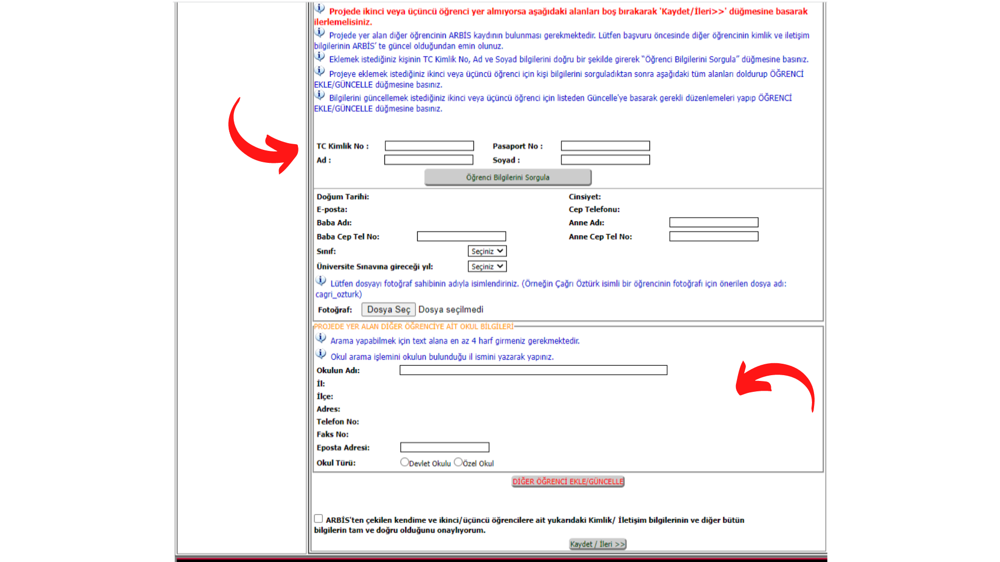 Projede ikinci veya üçüncü öğrenci yer almıyorsa aşağıdaki alanları boş bırakarak 'Kaydet/İleri>>' düğmesine basarak
ilerlemelisiniz.
Projede yer alan diğer öğrencinin ARBİS kaydının bulunması gerekmektedir. Lütfen başvuru öncesinde diğer öğrencinin kimlik ve iletişim
bilgilerinin ARBİS’ te güncel olduğundan emin olunuz.
Eklemek istediğiniz kişinin TC Kimlik No, Ad ve Soyad bilgilerini doğru bir şekilde girerek “Öğrenci Bilgilerini Sorgula” düğmesine basınız.
Projeye eklemek istediğiniz ikinci veya üçüncü öğrenci için kişi bilgilerini sorguladıktan sonra aşağıdaki tüm alanları doldurup ÖĞRENCİ
EKLE/GÜNCELLE düğmesine basınız.
Bilgilerini güncellemek istediğiniz ikinci veya üçüncü öğrenci için listeden Güncelle'ye basarak gerekli düzenlemeleri yapıp ÖĞRENCİ
EKLE/GÜNCELLE düğmesine basınız.
TC Kimlik No : Pasaport No :
Ad : Soyad :
Öğrenci Bilgilerini Sorgula
Doğum Tarihi: Cinsiyet:
E-posta: Cep Telefonu:
Baba Adı: Anne Adı:
Baba Cep Tel No: Anne Cep Tel No:
Sınıf: Seçiniz
Üniversite Sınavına gireceği yıl: Seçiniz
Lütfen dosyayı fotoğraf sahibinin adıyla isimlendiriniz. (Örneğin Çağrı Öztürk isimli bir öğrencinin fotoğrafı için önerilen dosya adı:
cagri_ozturk)
Fotoğraf: Dosya Seç Dosya seçilmedi
PROJEDE YER ALAN DİĞER ÖĞRENCİYE AİT OKUL BİLGİLERİ
Arama yapabilmek için text alana en az 4 harf girmeniz gerekmektedir.
Okul arama işlemini okulun bulunduğu il ismini yazarak yapınız.
Okulun Adı:
İl:
İlçe:
Adres:
Telefon No:
Faks No:
Eposta Adresi:
Okul Türü: Devlet Okulu Özel Okul
DİĞER ÖĞRENCİ EKLE/GÜNCELLE
ARBİS'ten çekilen kendime ve ikinci/üçüncü öğrencilere ait yukarıdaki Kimlik/ İletişim bilgilerinin ve diğer bütün
bilgilerin tam ve doğru olduğunu onaylıyorum.
Kaydet / İleri >>